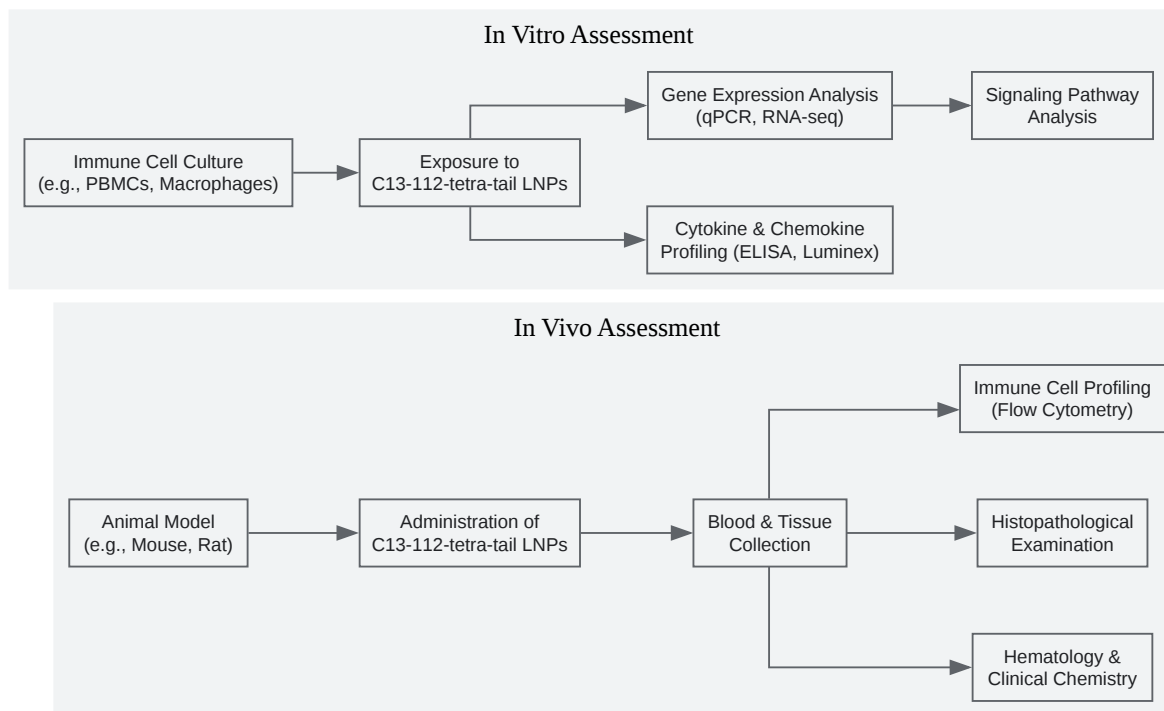 In Vitro Assessment
Immune Cell Culture
(e.g., PBMCs, Macrophages)
Exposure to
C13-112-tetra-tail LNPs
Gene Expression Analysis
(qPCR, RNA-seq)
Signaling Pathway
Analysis
Cytokine & Chemokine
Profiling (ELISA, Luminex)
In Vivo Assessment
Animal Model
(e.g., Mouse, Rat)
Administration of
C13-112-tetra-tail LNPs
Blood & Tissue
Collection
Immune Cell Profiling
(Flow Cytometry)
Histopathological
Examination
Hematology &
Clinical Chemistry